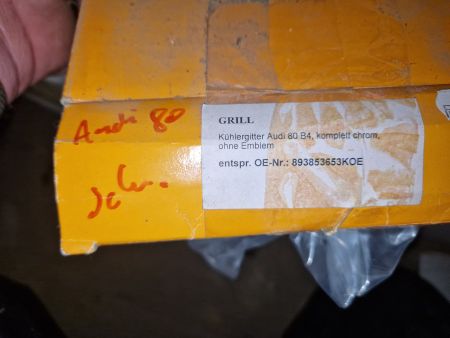 Audi 80
GRILL
Kühlergitter Audi 80 B4, komplett chrom,
ohne Emblem
entspr. OE-Nr.: 893853653KOE